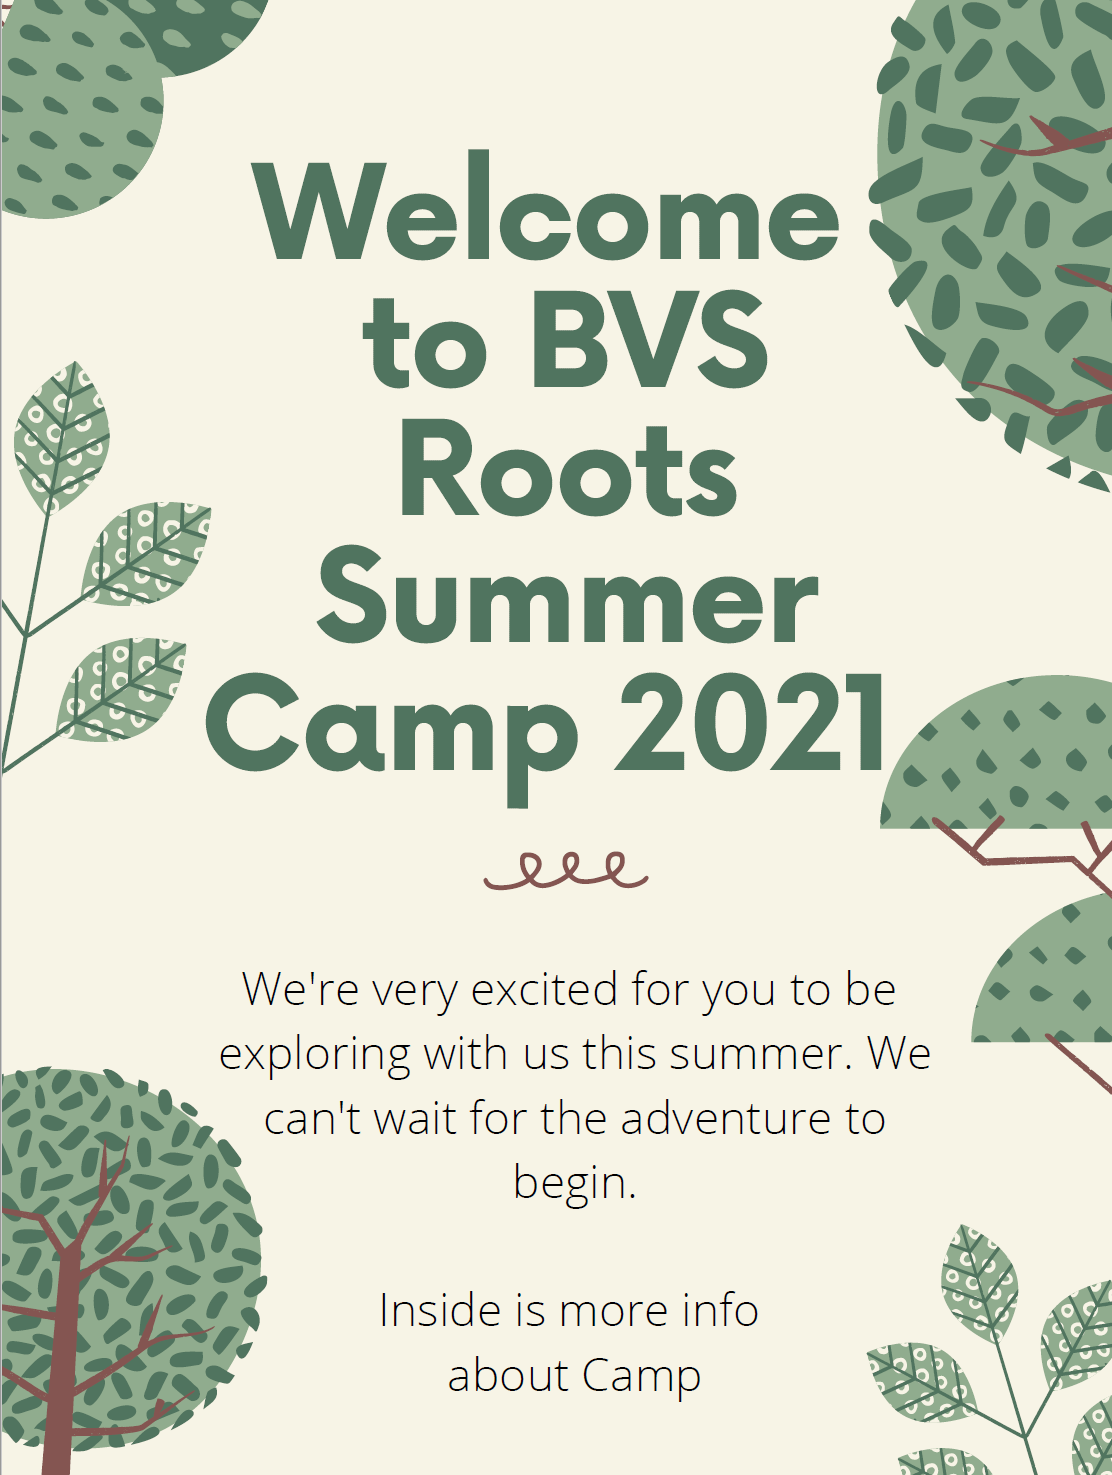 Welcome
to BVS
Roots
Summer
Camp 2021
We're very excited for you to be
exploring with us this summer. We
can't wait for the adventure to
begin.
Inside is more info
about Camp